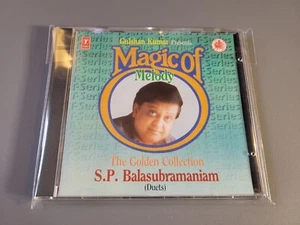 Gulshan Kumar Presents
Magic of
Melody
The Golden Collection
S.P. Balasubramaniam
(Duets)